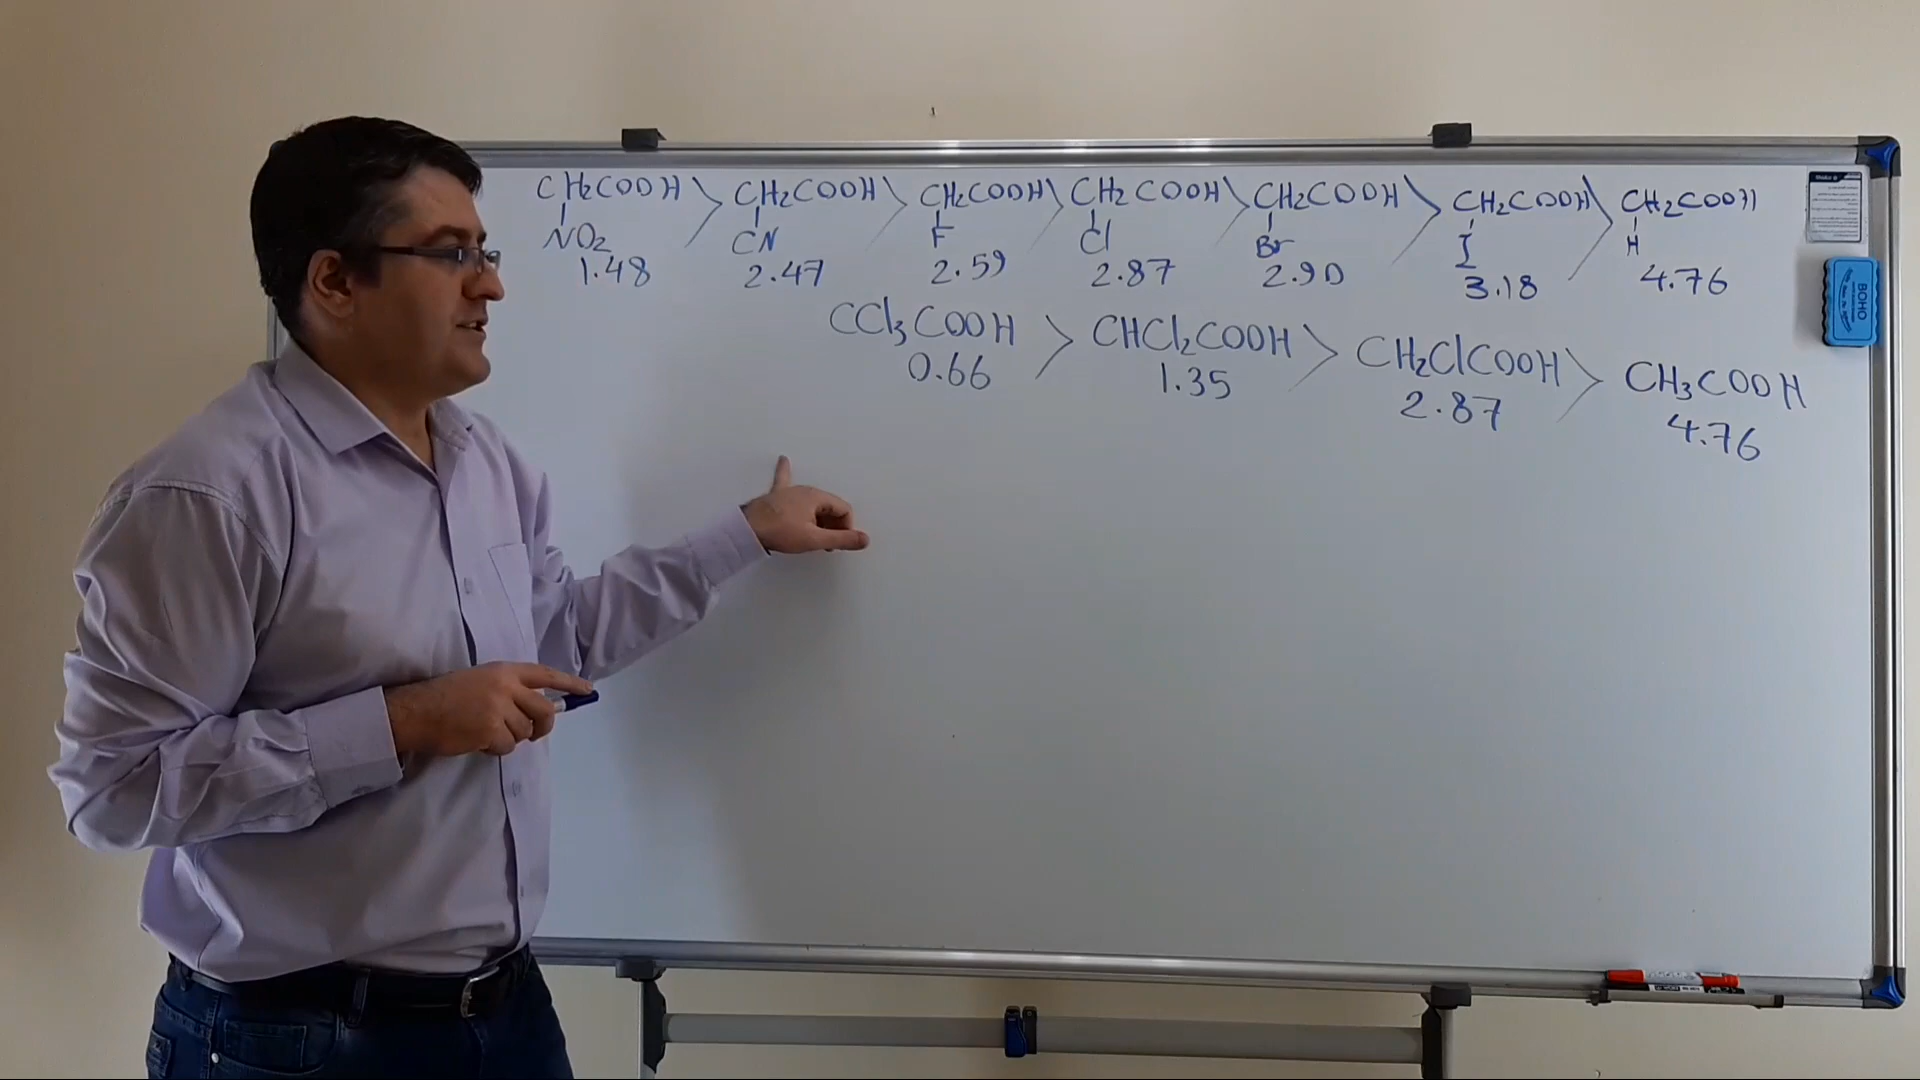 CH2COOH > CH2COOH > CH2COOH > CH2COOH > CH2COOH > CH2COOH > CH2COOH
NO2 CN F Cl Br I H
1.48 2.47 2.59 2.87 2.90 3.18 4.76
CCl3COOH > CHCl2COOH > CH2ClCOOH > CH3COOH
0.66 1.35 2.87 4.76
BOHO